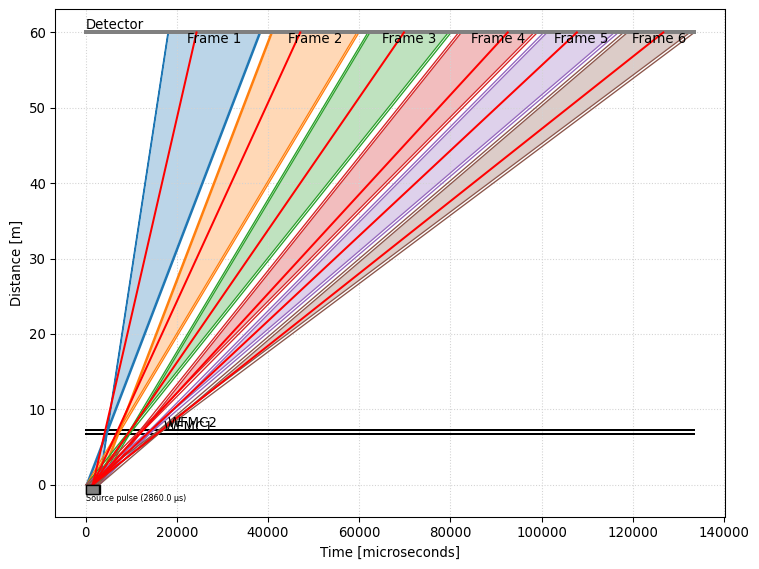 Detector
Frame 1
Frame 2
Frame 3
Frame 4
Frame 5
Frame 6
60
50
40
30
20
10
0
Distance [m]
WFMC2
WFMC1
Source pulse (2860.0 μs)
0
20000
40000
60000
80000
100000
120000
140000
Time [microseconds]